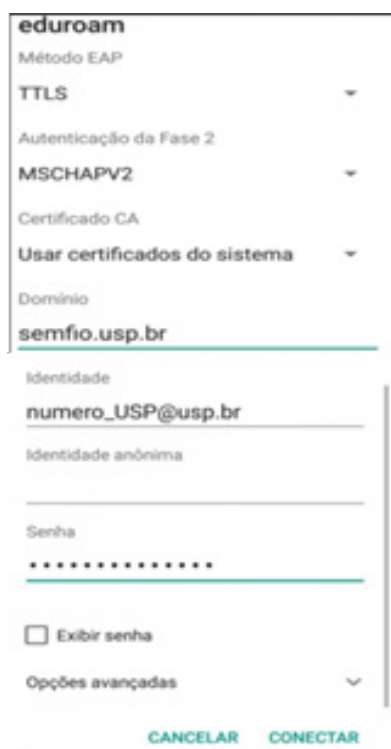 eduroam
Método EAP
TTLS
Autenticação da Fase 2
MSCHAPV2
Certificado CA
Usar certificados do sistema
Domínio
semfio.usp.br
Identidade
numero_USP@usp.br
Identidade anônima
Senha
••••••••••••••
Exibir senha
Opções avançadas
CANCELAR CONECTAR